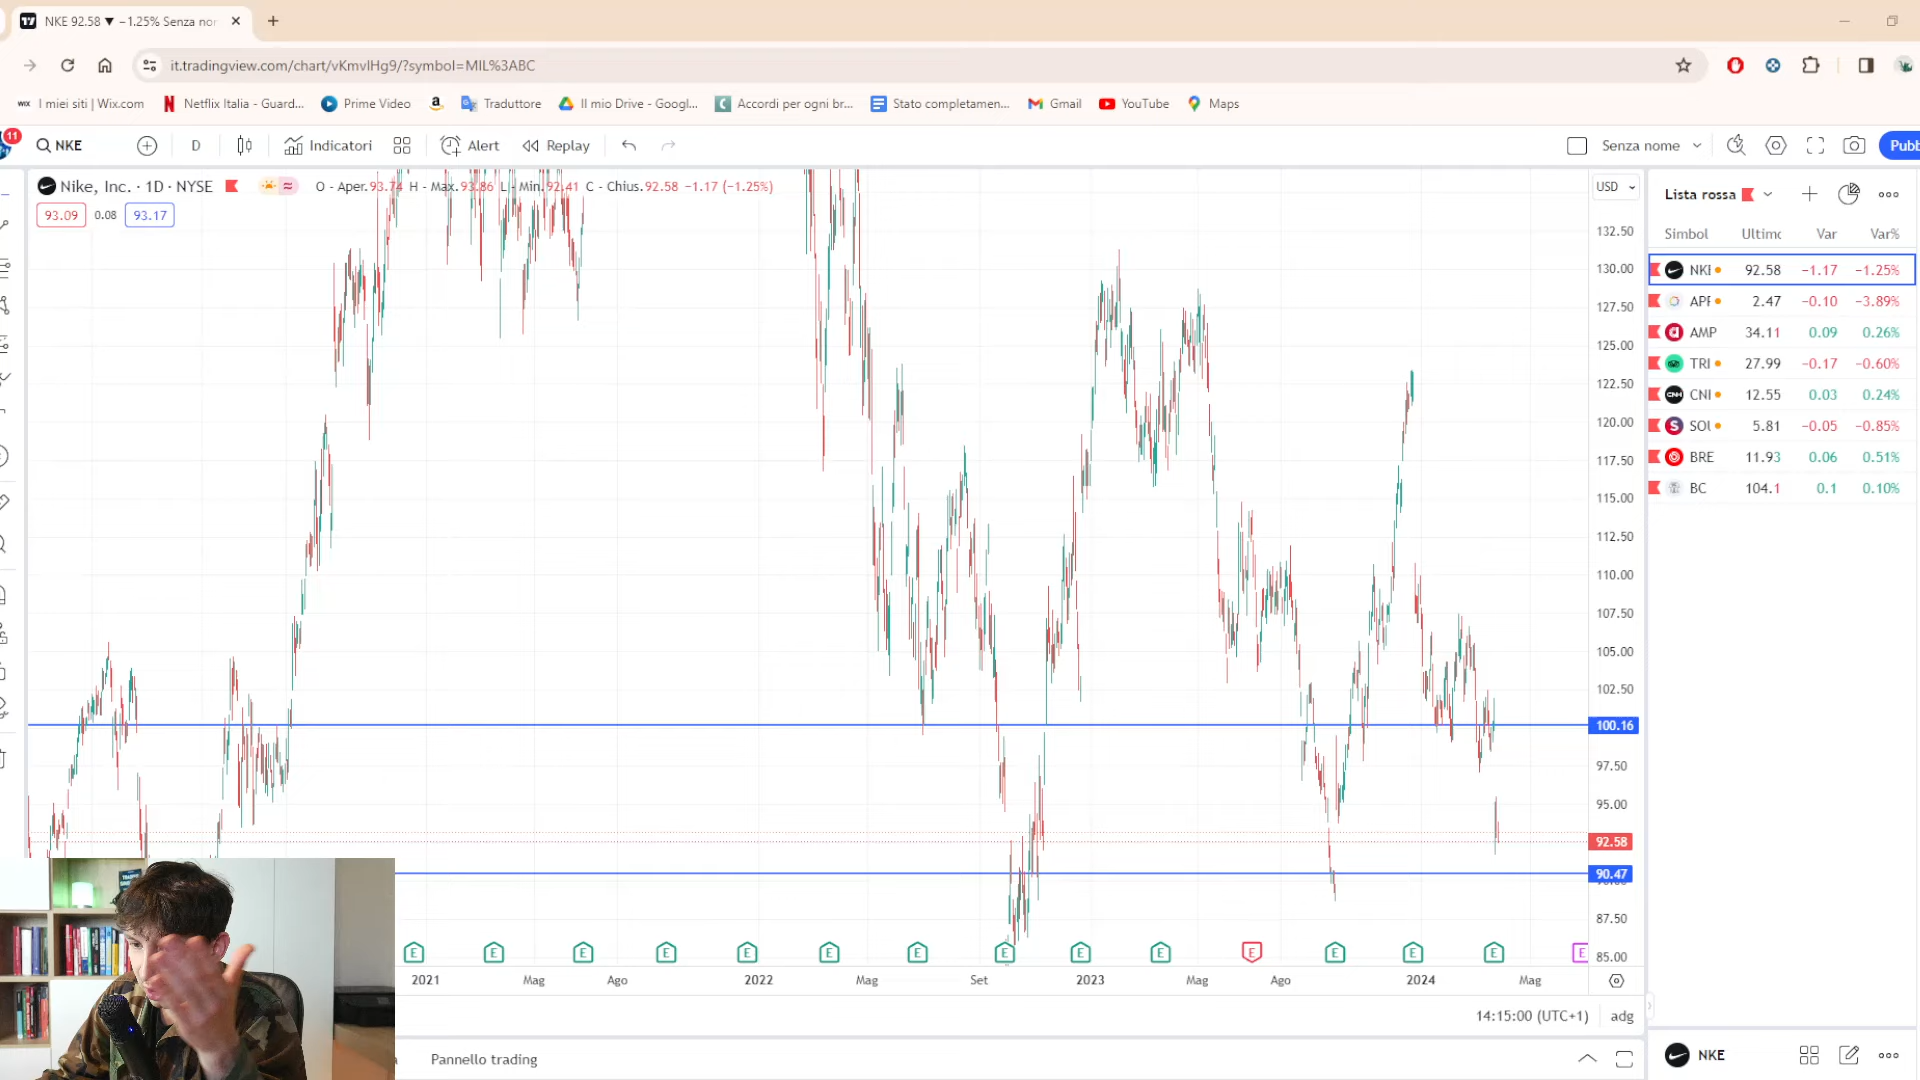 NKE 92.58 ▼ −1.25% Senza nor
it.tradingview.com/chart/vKmvlHg9/?symbol=MIL%3ABC
WIX I miei siti | Wix.com Netflix Italia - Guard... Prime Video Traduttore Il mio Drive - Googl... Accordi per ogni br... Stato completamen... Gmail YouTube Maps
11 NKE D Indicatori Alert Replay Senza nome Pubb
Nike, Inc. · 1D · NYSE O - Aper.93.74 H - Max.93.86 L - Min.92.41 C - Chius.92.58 −1.17 (−1.25%)
93.09 0.08 93.17
USD
132.50
130.00
127.50
125.00
122.50
120.00
117.50
115.00
112.50
110.00
107.50
105.00
102.50
100.16
97.50
95.00
92.58
90.47
87.50
85.00
Lista rossa
Simbol Ultimo Var Var%
NKE 92.58 −1.17 −1.25%
APF 2.47 −0.10 −3.89%
AMP 34.11 0.09 0.26%
TRI 27.99 −0.17 −0.60%
CNI 12.55 0.03 0.24%
SOU 5.81 −0.05 −0.85%
BRE 11.93 0.06 0.51%
BC 104.1 0.1 0.10%
E E E E E E E E E E E E E E E
2021 Mag Ago 2022 Mag Set 2023 Mag Ago 2024 Mag
14:15:00 (UTC+1) adg
Pannello trading
NKE